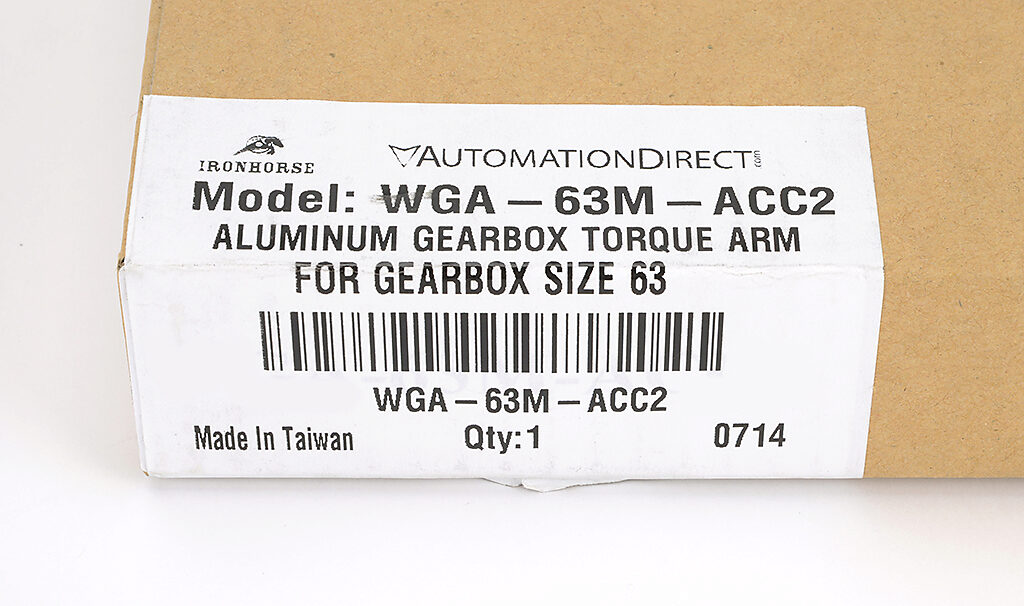 IRONHORSE
AUTOMATIONDIRECT.com
Model: WGA – 63M – ACC2
ALUMINUM GEARBOX TORQUE ARM
FOR GEARBOX SIZE 63
WGA – 63M – ACC2
Made In Taiwan Qty:1 0714